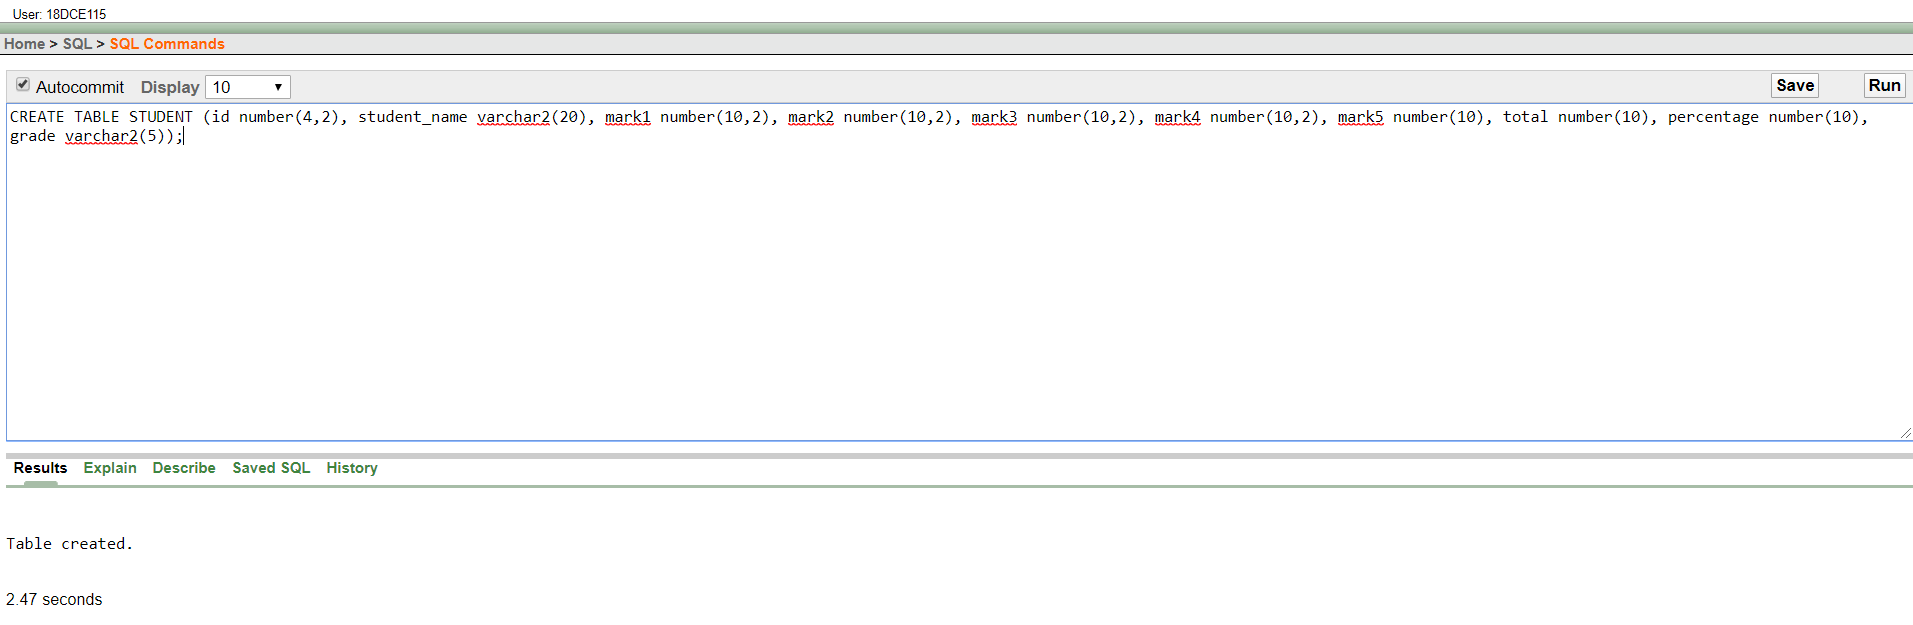 User: 18DCE115
Home > SQL > SQL Commands
Autocommit Display 10 Save Run
CREATE TABLE STUDENT (id number(4,2), student_name varchar2(20), mark1 number(10,2), mark2 number(10,2), mark3 number(10,2), mark4 number(10,2), mark5 number(10), total number(10), percentage number(10),
grade varchar2(5));
Results Explain Describe Saved SQL History
Table created.
2.47 seconds